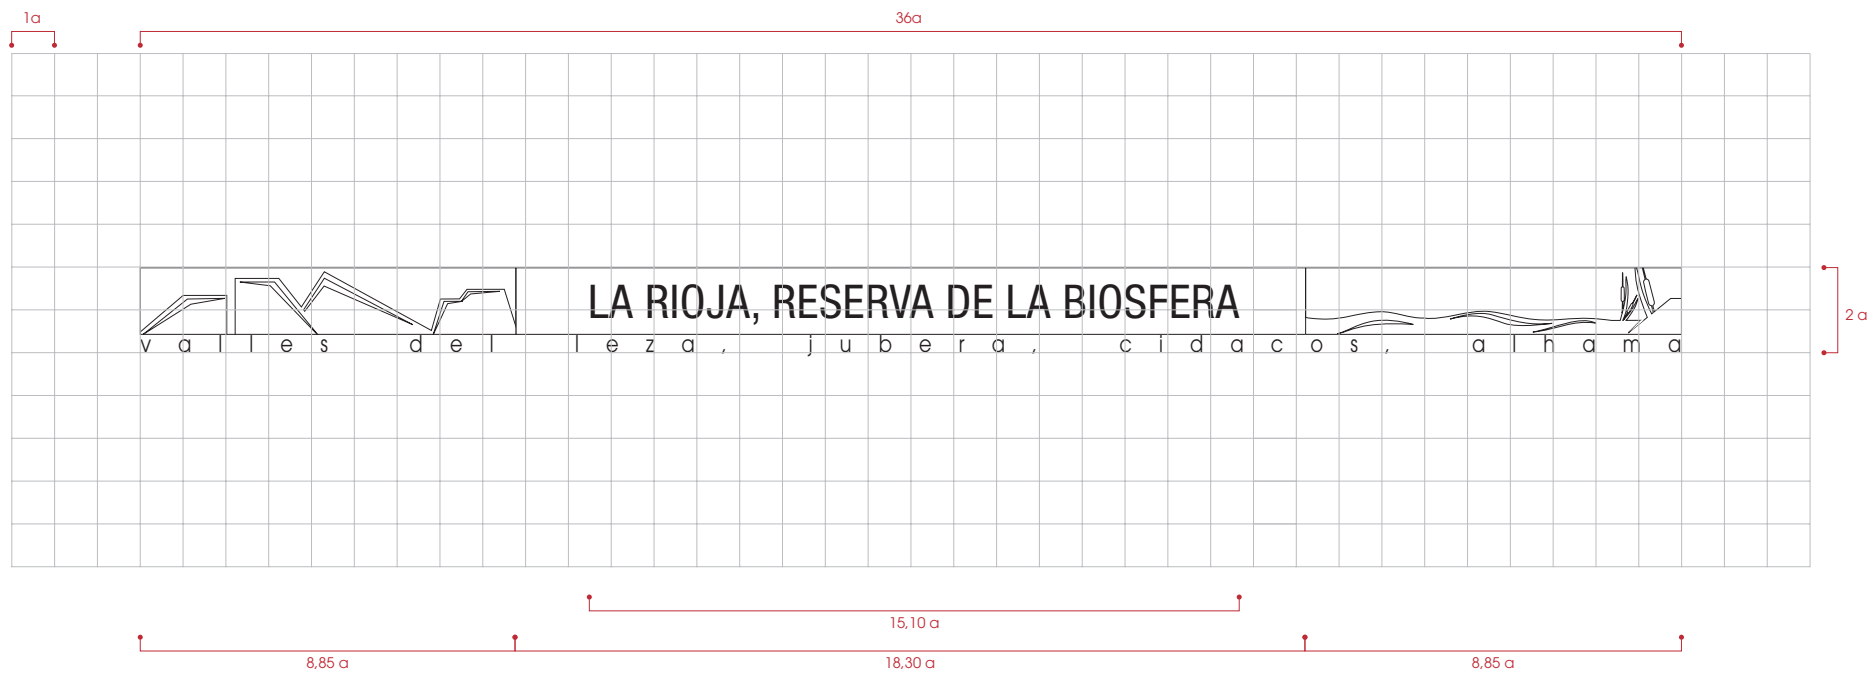 1a
36a
LA RIOJA, RESERVA DE LA BIOSFERA
2 a
valles del leza, jubera, cidacos, alhama
15,10 a
8,85 a
18,30 a
8,85 a